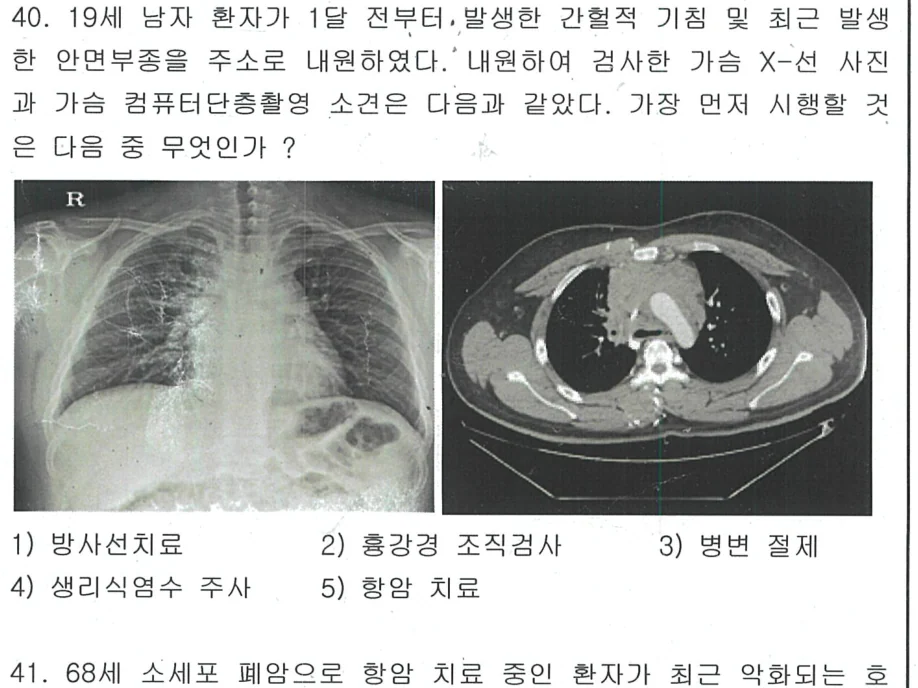 40. 19세 남자 환자가 1달 전부터 발생한 간헐적 기침 및 최근 발생
한 안면부종을 주소로 내원하였다. 내원하여 검사한 가슴 X-선 사진
과 가슴 컴퓨터단층촬영 소견은 다음과 같았다. 가장 먼저 시행할 것
은 다음 중 무엇인가 ?
R
1) 방사선치료 2) 흉강경 조직검사 3) 병변 절제
4) 생리식염수 주사 5) 항암 치료
41. 68세 소세포 폐암으로 항암 치료 중인 환자가 최근 악화되는 호